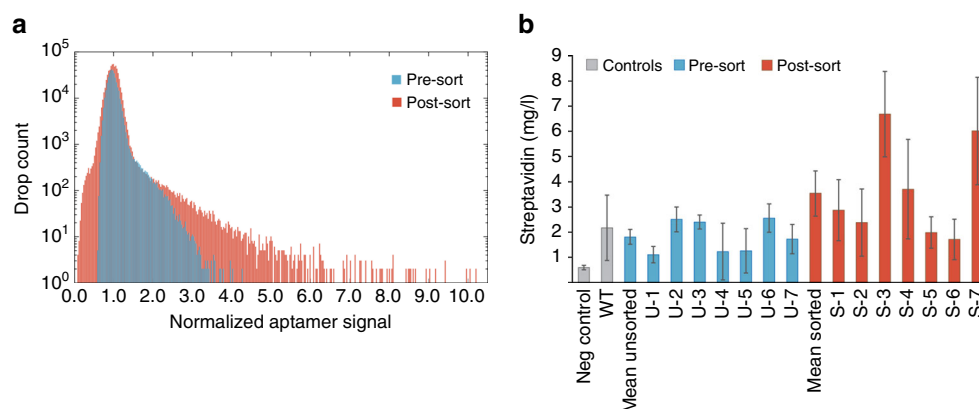 a
10^5
10^4
10^3
10^2
10^1
10^0
Drop count
Pre-sort
Post-sort
0.0 1.0 2.0 3.0 4.0 5.0 6.0 7.0 8.0 9.0 10.0
Normalized aptamer signal
b
9
8
7
6
5
4
3
2
1
Streptavidin (mg/l)
Controls Pre-sort Post-sort
Neg control
WT
Mean unsorted
U-1
U-2
U-3
U-4
U-5
U-6
U-7
Mean sorted
S-1
S-2
S-3
S-4
S-5
S-6
S-7